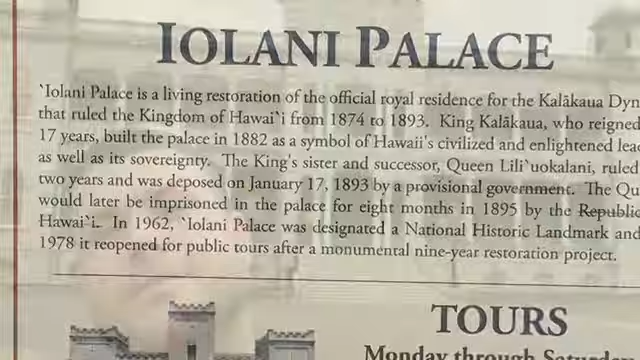 IOLANI PALACE
`Iolani Palace is a living restoration of the official royal residence for the Kalākaua Dyn
that ruled the Kingdom of Hawai`i from 1874 to 1893. King Kalākaua, who reigned
17 years, built the palace in 1882 as a symbol of Hawaii's civilized and enlightened lea
as well as its sovereignty. The King's sister and successor, Queen Lili`uokalani, ruled
two years and was deposed on January 17, 1893 by a provisional government. The Qu
would later be imprisoned in the palace for eight months in 1895 by the Republic
Hawai`i. In 1962, `Iolani Palace was designated a National Historic Landmark and
1978 it reopened for public tours after a monumental nine-year restoration project.
TOURS
Monday through Saturday